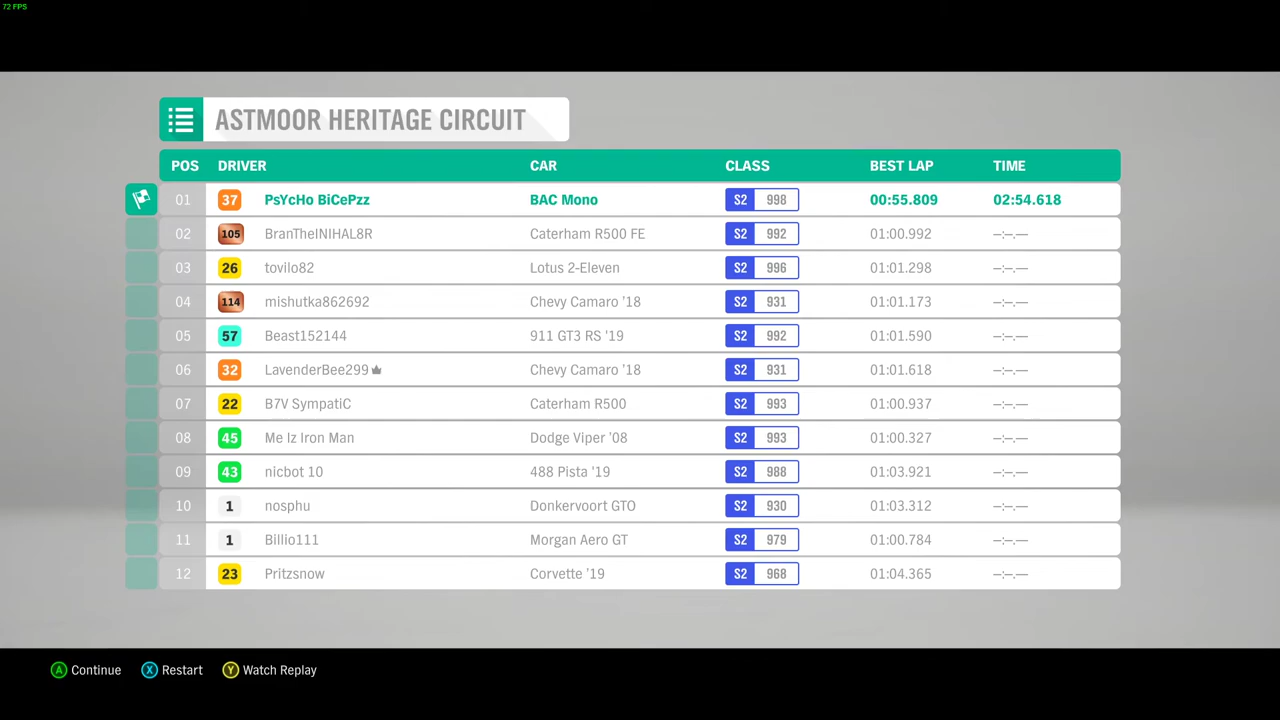 72 FPS
ASTMOOR HERITAGE CIRCUIT
POS DRIVER CAR CLASS BEST LAP TIME
01 37 PsYcHo BiCePzz BAC Mono S2 998 00:55.809 02:54.618
02 105 BranTheINIHAL8R Caterham R500 FE S2 992 01:00.992 --:--.---
03 26 tovilo82 Lotus 2-Eleven S2 996 01:01.298 --:--.---
04 114 mishutka862692 Chevy Camaro '18 S2 931 01:01.173 --:--.---
05 57 Beast152144 911 GT3 RS '19 S2 992 01:01.590 --:--.---
06 32 LavenderBee299 Chevy Camaro '18 S2 931 01:01.618 --:--.---
07 22 B7V SympatiC Caterham R500 S2 993 01:00.937 --:--.---
08 45 Me Iz Iron Man Dodge Viper '08 S2 993 01:00.327 --:--.---
09 43 nicbot 10 488 Pista '19 S2 988 01:03.921 --:--.---
10 1 nosphu Donkervoort GTO S2 930 01:03.312 --:--.---
11 1 Billio111 Morgan Aero GT S2 979 01:00.784 --:--.---
12 23 Pritzsnow Corvette '19 S2 968 01:04.365 --:--.---
A Continue X Restart Y Watch Replay